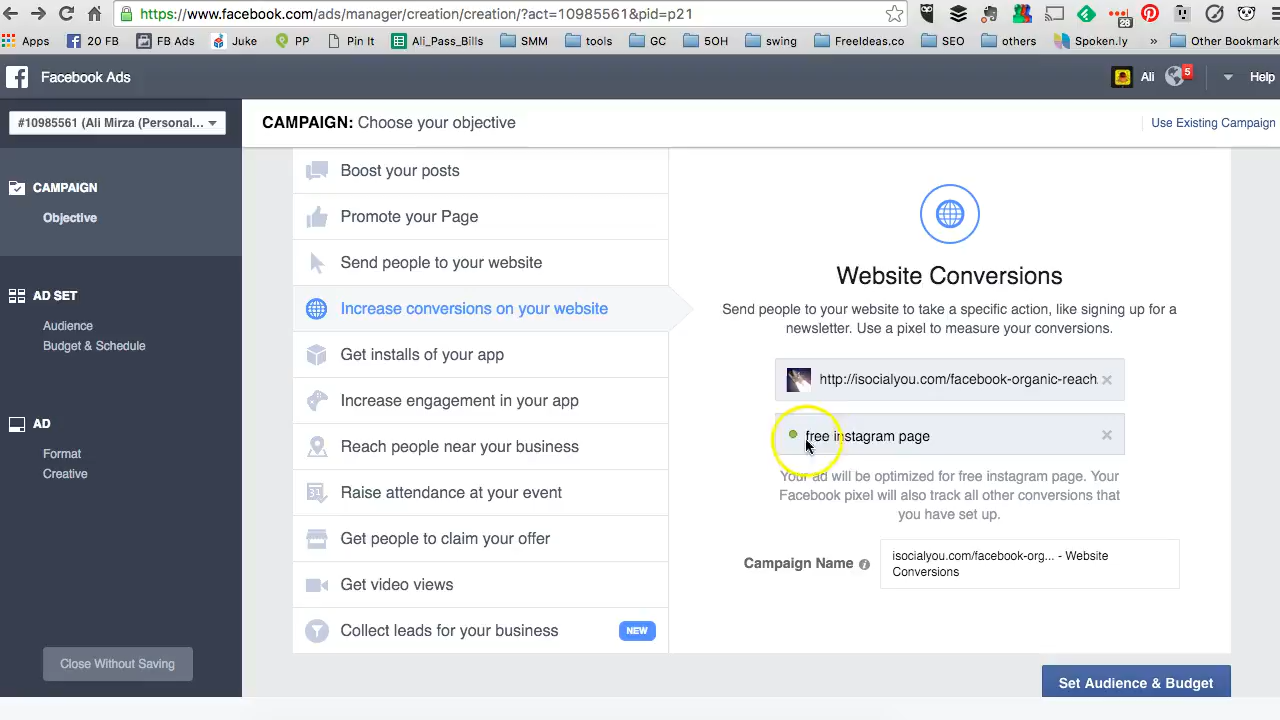 https://www.facebook.com/ads/manager/creation/creation/?act=10985561&pid=p21
28
Apps
20 FB
FB Ads
Juke
PP
Pin It
Ali_Pass_Bills
SMM
tools
GC
5OH
swing
FreeIdeas.co
SEO
others
Spoken.ly
»
Other Bookmark
Facebook Ads
Ali
5
Help
#10985561 (Ali Mirza (Personal...
CAMPAIGN: Choose your objective
Use Existing Campaign
CAMPAIGN
Objective
AD SET
Audience
Budget & Schedule
AD
Format
Creative
Close Without Saving
Boost your posts
Promote your Page
Send people to your website
Increase conversions on your website
Get installs of your app
Increase engagement in your app
Reach people near your business
31
Raise attendance at your event
Get people to claim your offer
Get video views
Collect leads for your business
NEW
Website Conversions
Send people to your website to take a specific action, like signing up for a
newsletter. Use a pixel to measure your conversions.
http://isocialyou.com/facebook-organic-reach
free instagram page
Your ad will be optimized for free instagram page. Your
Facebook pixel will also track all other conversions that
you have set up.
Campaign Name
isocialyou.com/facebook-org... - Website
Conversions
Set Audience & Budget